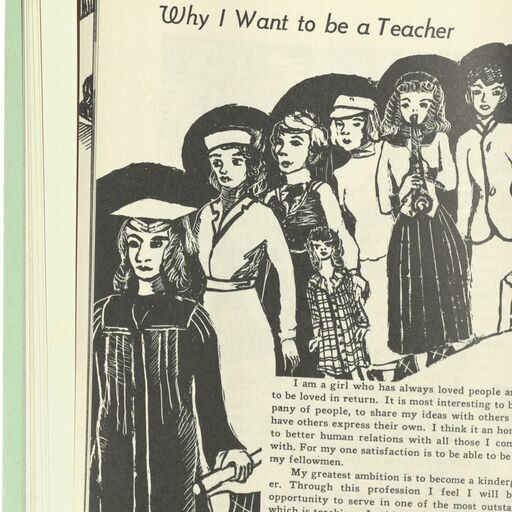 Why I Want to be a Teacher
I am a girl who has always loved people
to be loved in return. It is most interesting to
pany of people, to share my ideas with others
have others express their own. I think it an
to better human relations with all those I
with. For my one satisfaction is to be able to be
my fellowmen.
My greatest ambition is to become a
er. Through this profession I feel I will
opportunity to serve in one of the most